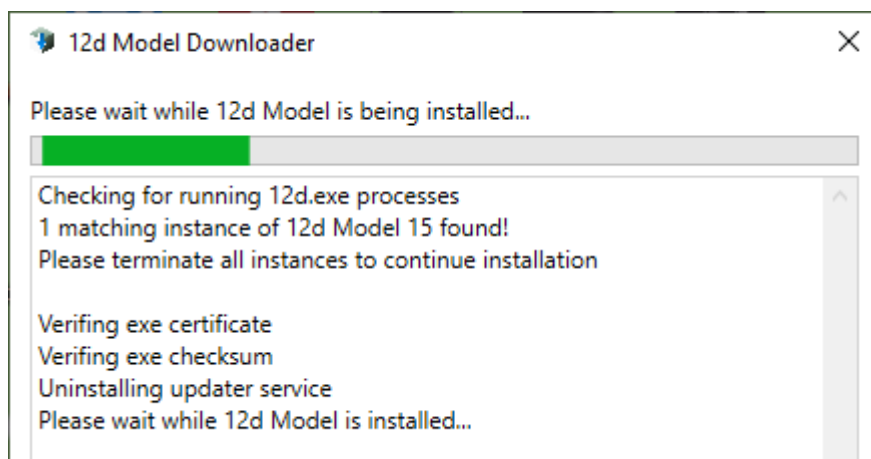 12d Model Downloader
Please wait while 12d Model is being installed...
Checking for running 12d.exe processes
1 matching instance of 12d Model 15 found!
Please terminate all instances to continue installation
Verifing exe certificate
Verifing exe checksum
Uninstalling updater service
Please wait while 12d Model is installed...